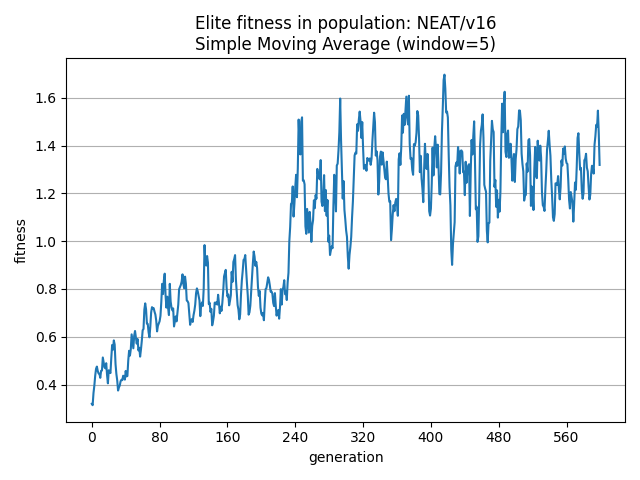 Elite fitness in population: NEAT/v16
Simple Moving Average (window=5)
1.6
1.4
1.2
1.0
0.8
0.6
0.4
fitness
0 80 160 240 320 400 480 560
generation